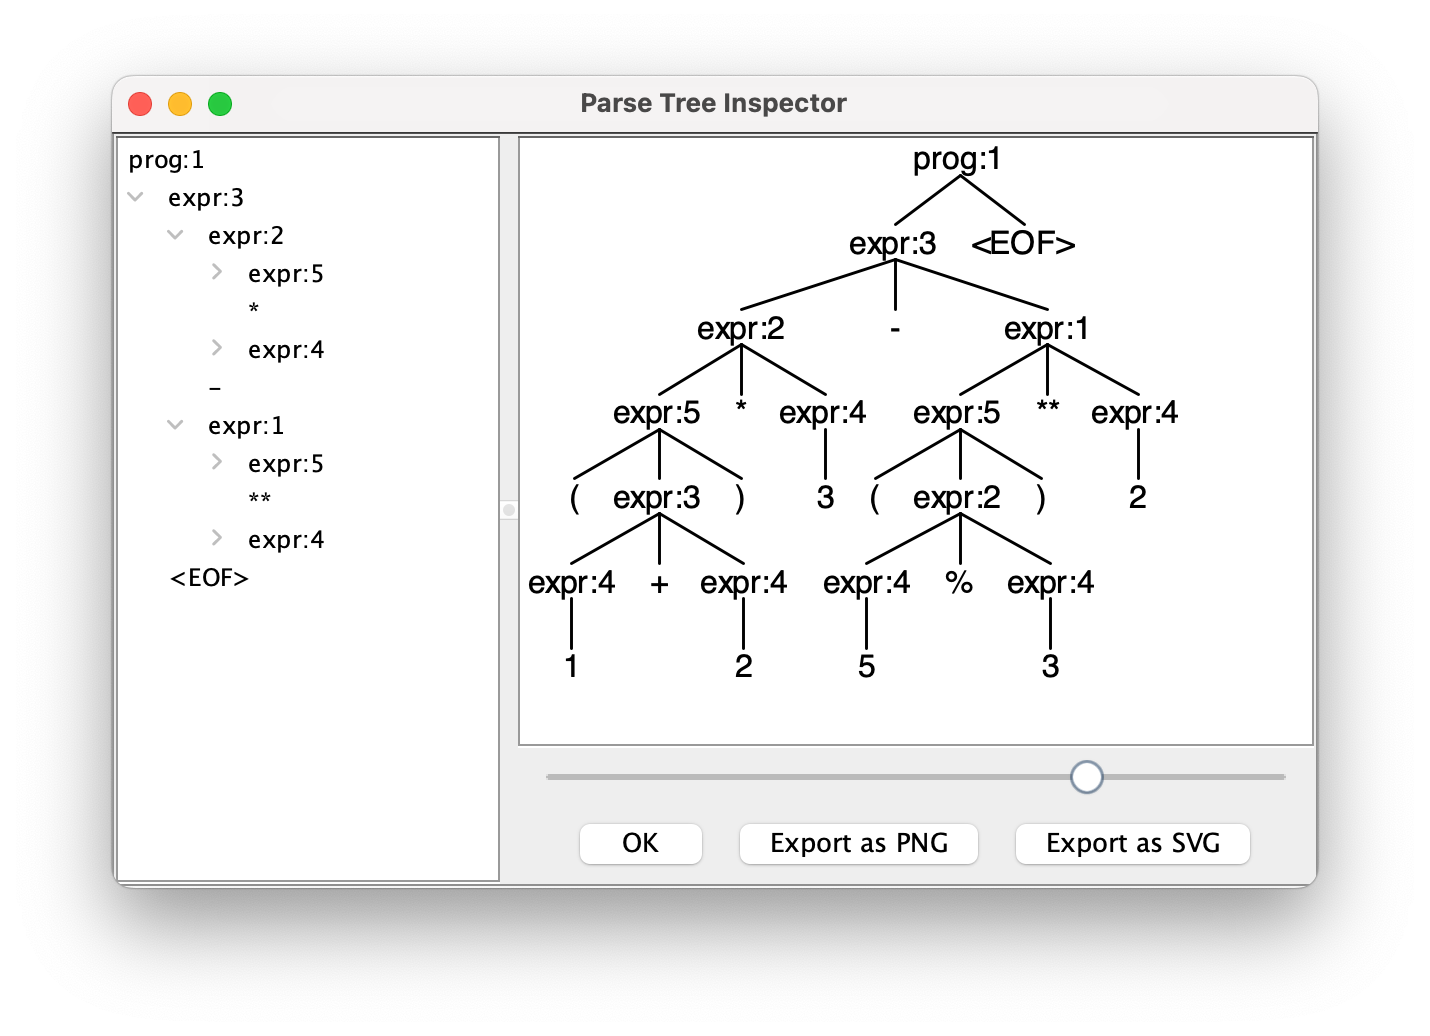 Parse Tree Inspector
prog:1
expr:3
expr:2
expr:5
*
expr:4
-
expr:1
expr:5
**
expr:4
<EOF>
prog:1
expr:3 <EOF>
expr:2 - expr:1
expr:5 * expr:4 expr:5 ** expr:4
( expr:3 ) 3 ( expr:2 ) 2
expr:4 + expr:4 expr:4 % expr:4
1 2 5 3
OK Export as PNG Export as SVG